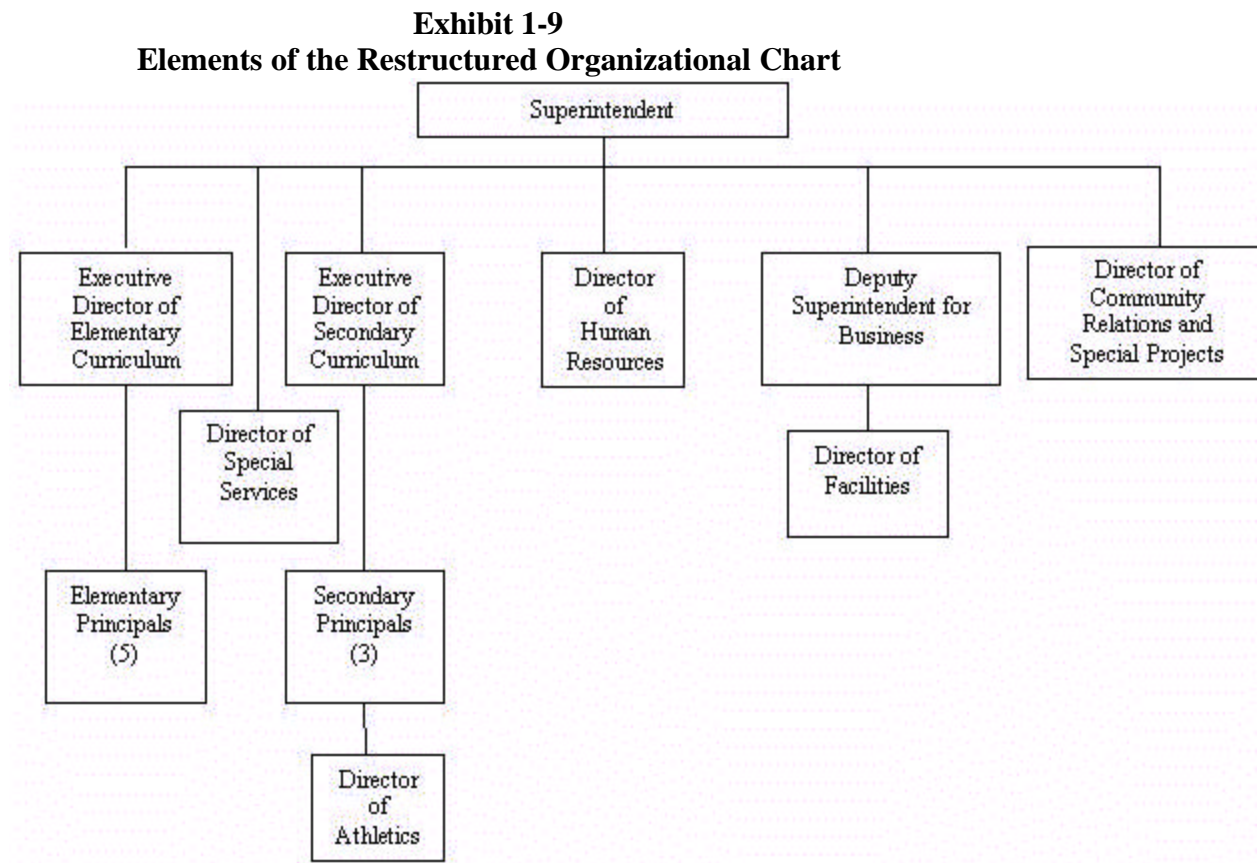 Exhibit 1-9
Elements of the Restructured Organizational Chart
Superintendent
Executive
Director of
Elementary
Curriculum
Executive
Director of
Secondary
Curriculum
Director
of
Human
Resources
Deputy
Superintendent for
Business
Director of
Community
Relations and
Special Projects
Director of
Special
Services
Director of
Facilities
Elementary
Principals
(5)
Secondary
Principals
(3)
Director
of
Athletics